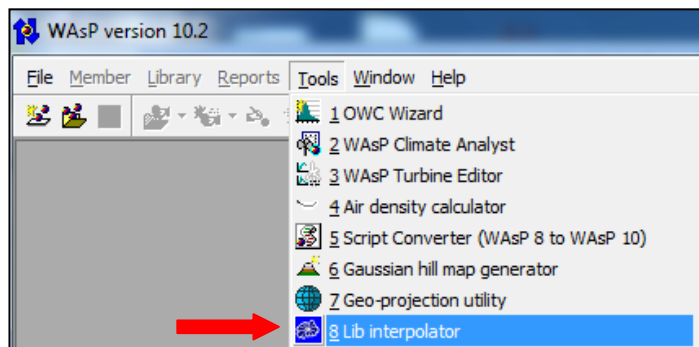 WAsP version 10.2
File Member Library Reports Tools Window Help
1 OWC Wizard
2 WAsP Climate Analyst
3 WAsP Turbine Editor
4 Air density calculator
5 Script Converter (WAsP 8 to WAsP 10)
6 Gaussian hill map generator
7 Geo-projection utility
8 Lib interpolator